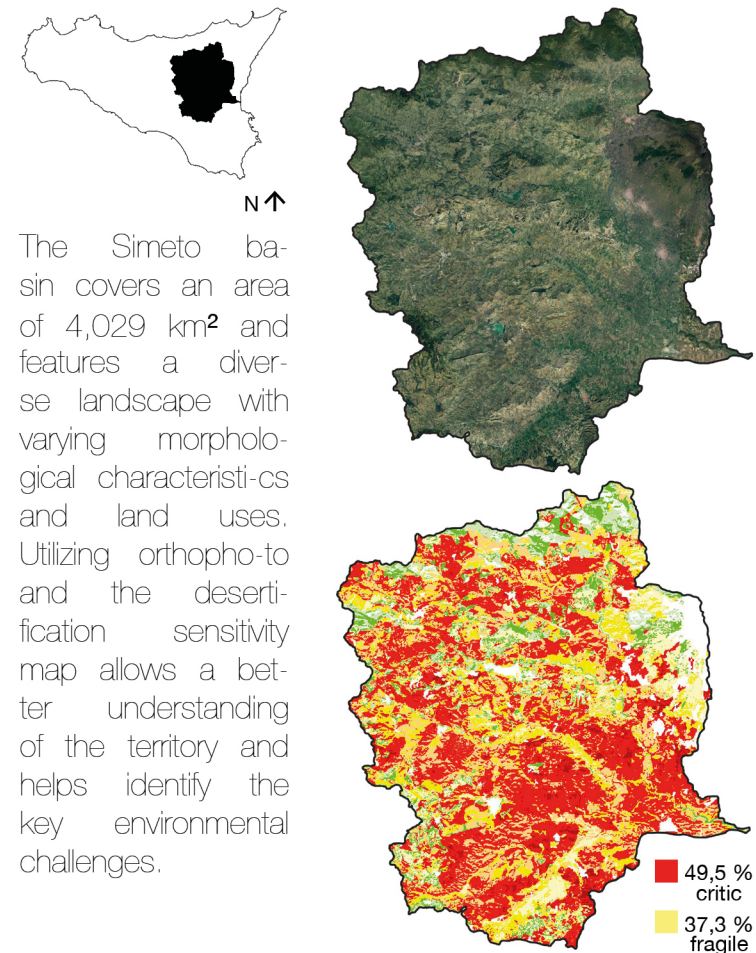 N ↑
The Simeto ba-
sin covers an area
of 4,029 km² and
features a diver-
se landscape with
varying morpholo-
gical characteristi-cs
and land uses.
Utilizing orthopho-to
and the deserti-
fication sensitivity
map allows a bet-
ter understanding
of the territory and
helps identify the
key environmental
challenges.
49,5 %
critic
37,3 %
fragile